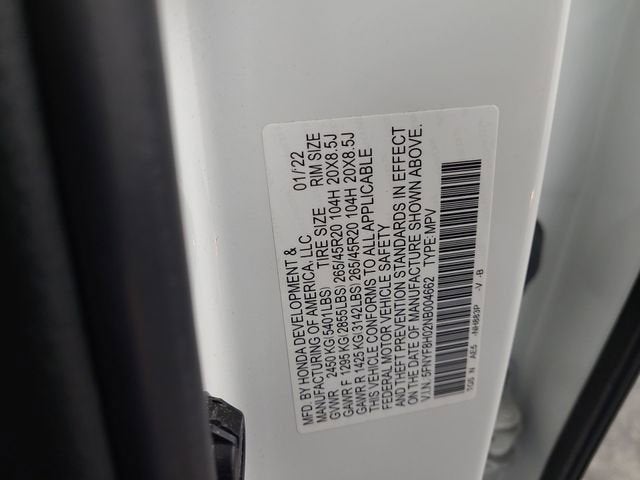 MFD. BY HONDA DEVELOPMENT &
MANUFACTURING OF AMERICA, LLC 01/22
GVWR 2450 KG(5401LBS) TIRE SIZE RIM SIZE
GAWR F 1295 KG(2855LBS) 265/45R20 104H 20X8.5J
GAWR R 1425 KG(3142LBS) 265/45R20 104H 20X8.5J
THIS VEHICLE CONFORMS TO ALL APPLICABLE
FEDERAL MOTOR VEHICLE SAFETY
AND THEFT PREVENTION STANDARDS IN EFFECT
ON THE DATE OF MANUFACTURE SHOWN ABOVE.
V.I.N. 5FNYF8H02NB004662 TYPE:MPV
TGS N AE5 -NH883P -V -B